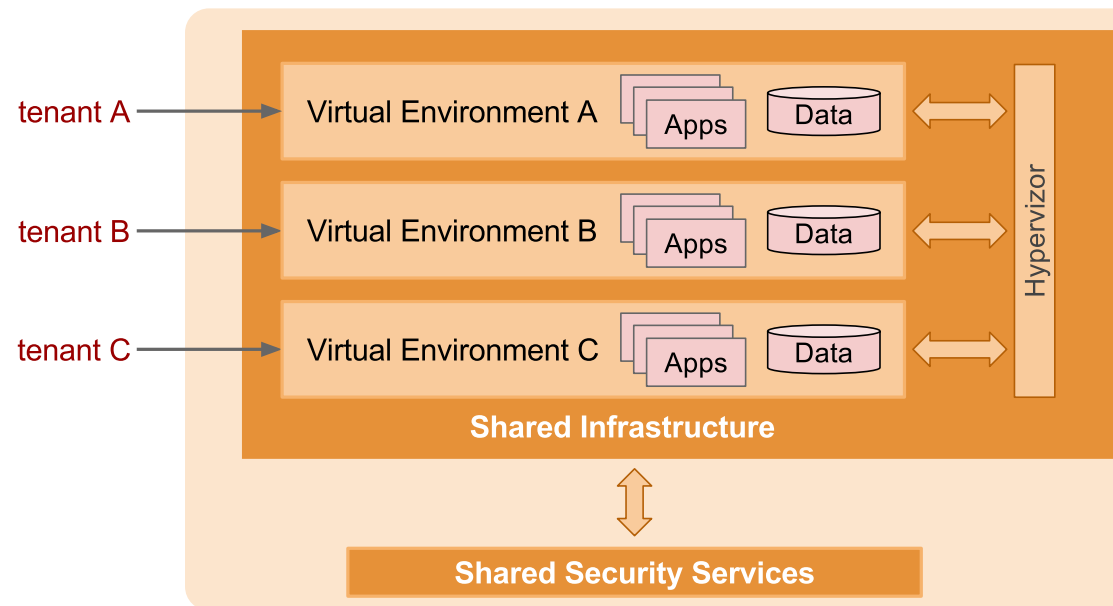 tenant A
Virtual Environment A
Apps
Data
tenant B
Virtual Environment B
Apps
Data
tenant C
Virtual Environment C
Apps
Data
Hypervizor
Shared Infrastructure
Shared Security Services